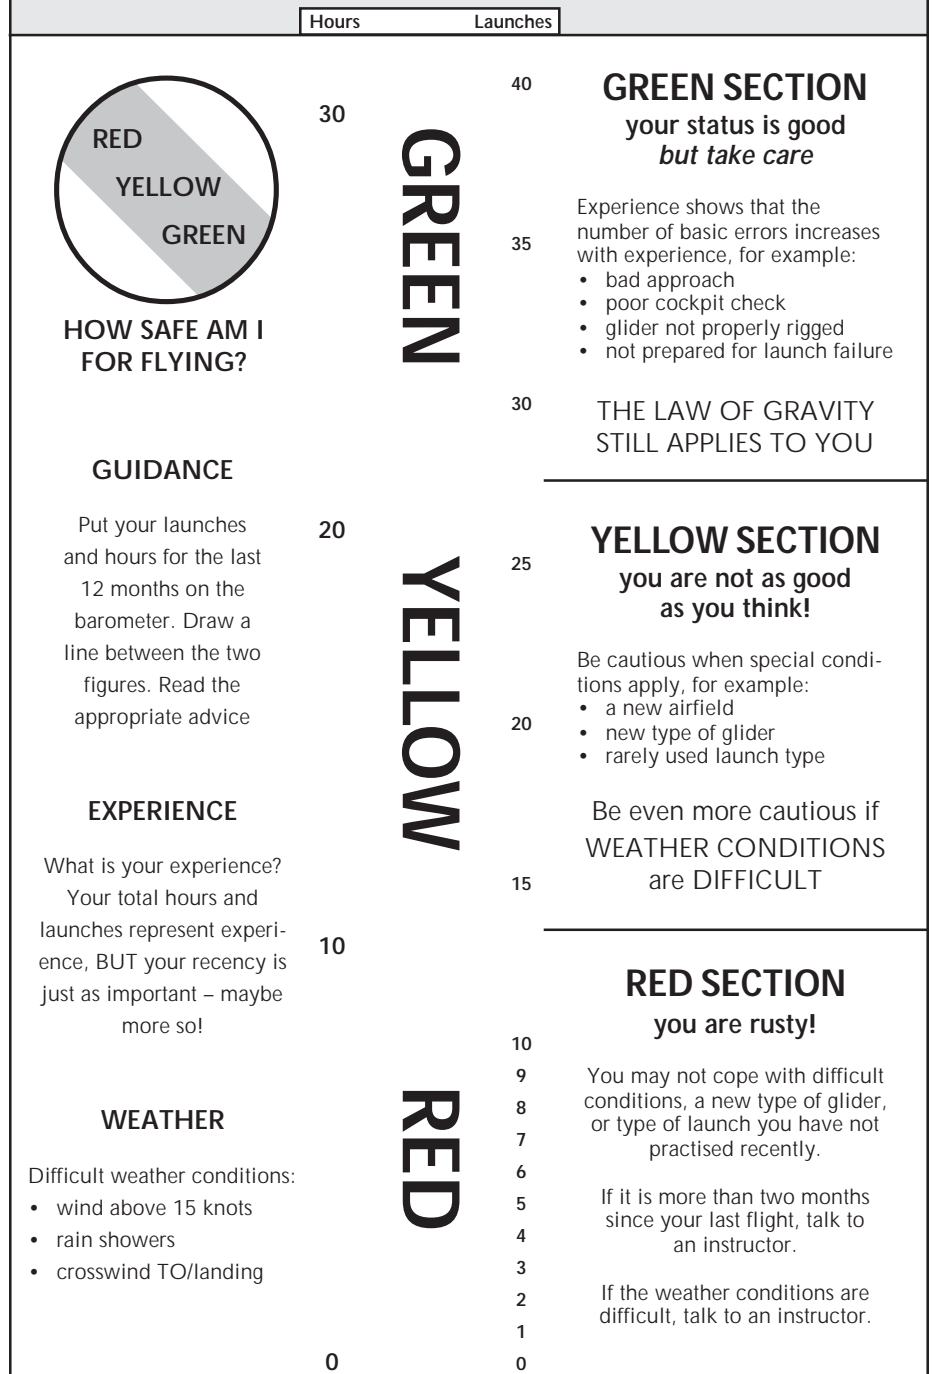 Hours Launches
RED
YELLOW
GREEN
HOW SAFE AM I
FOR FLYING?
GUIDANCE
Put your launches
and hours for the last
12 months on the
barometer. Draw a
line between the two
figures. Read the
appropriate advice
EXPERIENCE
What is your experience?
Your total hours and
launches represent experi-
ence, BUT your recency is
just as important – maybe
more so!
WEATHER
Difficult weather conditions:
• wind above 15 knots
• rain showers
• crosswind TO/landing
30
20
10
0
GREEN
YELLOW
RED
40
35
30
25
20
15
10
9
8
7
6
5
4
3
2
1
0
GREEN SECTION
your status is good
but take care
Experience shows that the
number of basic errors increases
with experience, for example:
• bad approach
• poor cockpit check
• glider not properly rigged
• not prepared for launch failure
THE LAW OF GRAVITY
STILL APPLIES TO YOU
YELLOW SECTION
you are not as good
as you think!
Be cautious when special condi-
tions apply, for example:
• a new airfield
• new type of glider
• rarely used launch type
Be even more cautious if
WEATHER CONDITIONS
are DIFFICULT
RED SECTION
you are rusty!
You may not cope with difficult
conditions, a new type of glider,
or type of launch you have not
practised recently.
If it is more than two months
since your last flight, talk to
an instructor.
If the weather conditions are
difficult, talk to an instructor.